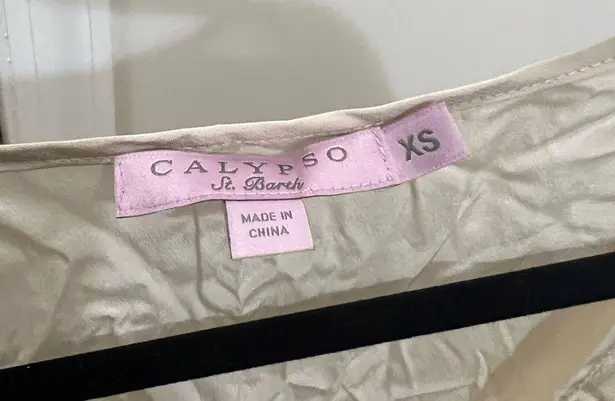 CALYPSO
St. Barth
XS
MADE IN
CHINA